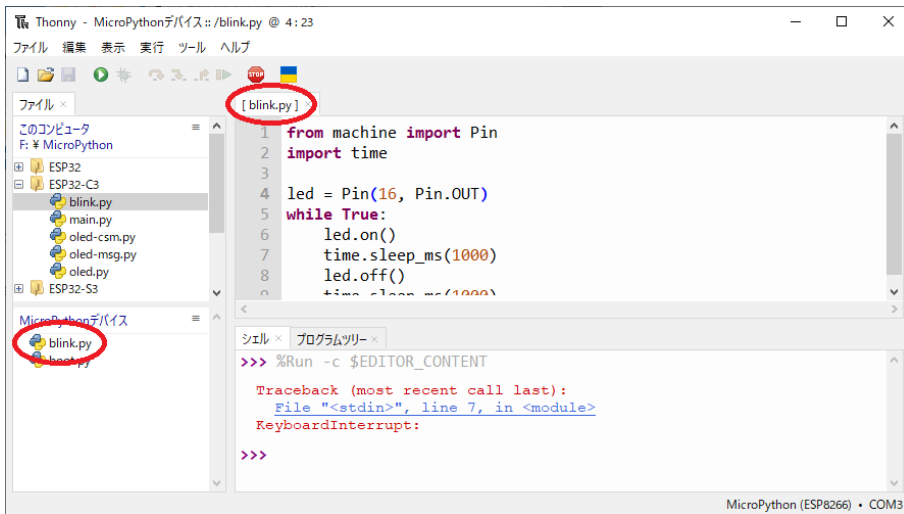 Thonny - MicroPythonデバイス :: /blink.py @ 4:23
ファイル 編集 表示 実行 ツール ヘルプ
STOP
ファイル ×
このコンピュータ
F: ¥ MicroPython
ESP32
ESP32-C3
blink.py
main.py
oled-csm.py
oled-msg.py
oled.py
ESP32-S3
MicroPythonデバイス
blink.py
boot.py
[ blink.py ] ×
1 from machine import Pin
2 import time
3
4 led = Pin(16, Pin.OUT)
5 while True:
6 led.on()
7 time.sleep_ms(1000)
8 led.off()
9 time.sleep_ms(1000)
シェル × プログラムツリー ×
>>> %Run -c $EDITOR_CONTENT
Traceback (most recent call last):
File "<stdin>", line 7, in <module>
KeyboardInterrupt:
>>>
MicroPython (ESP8266) • COM3